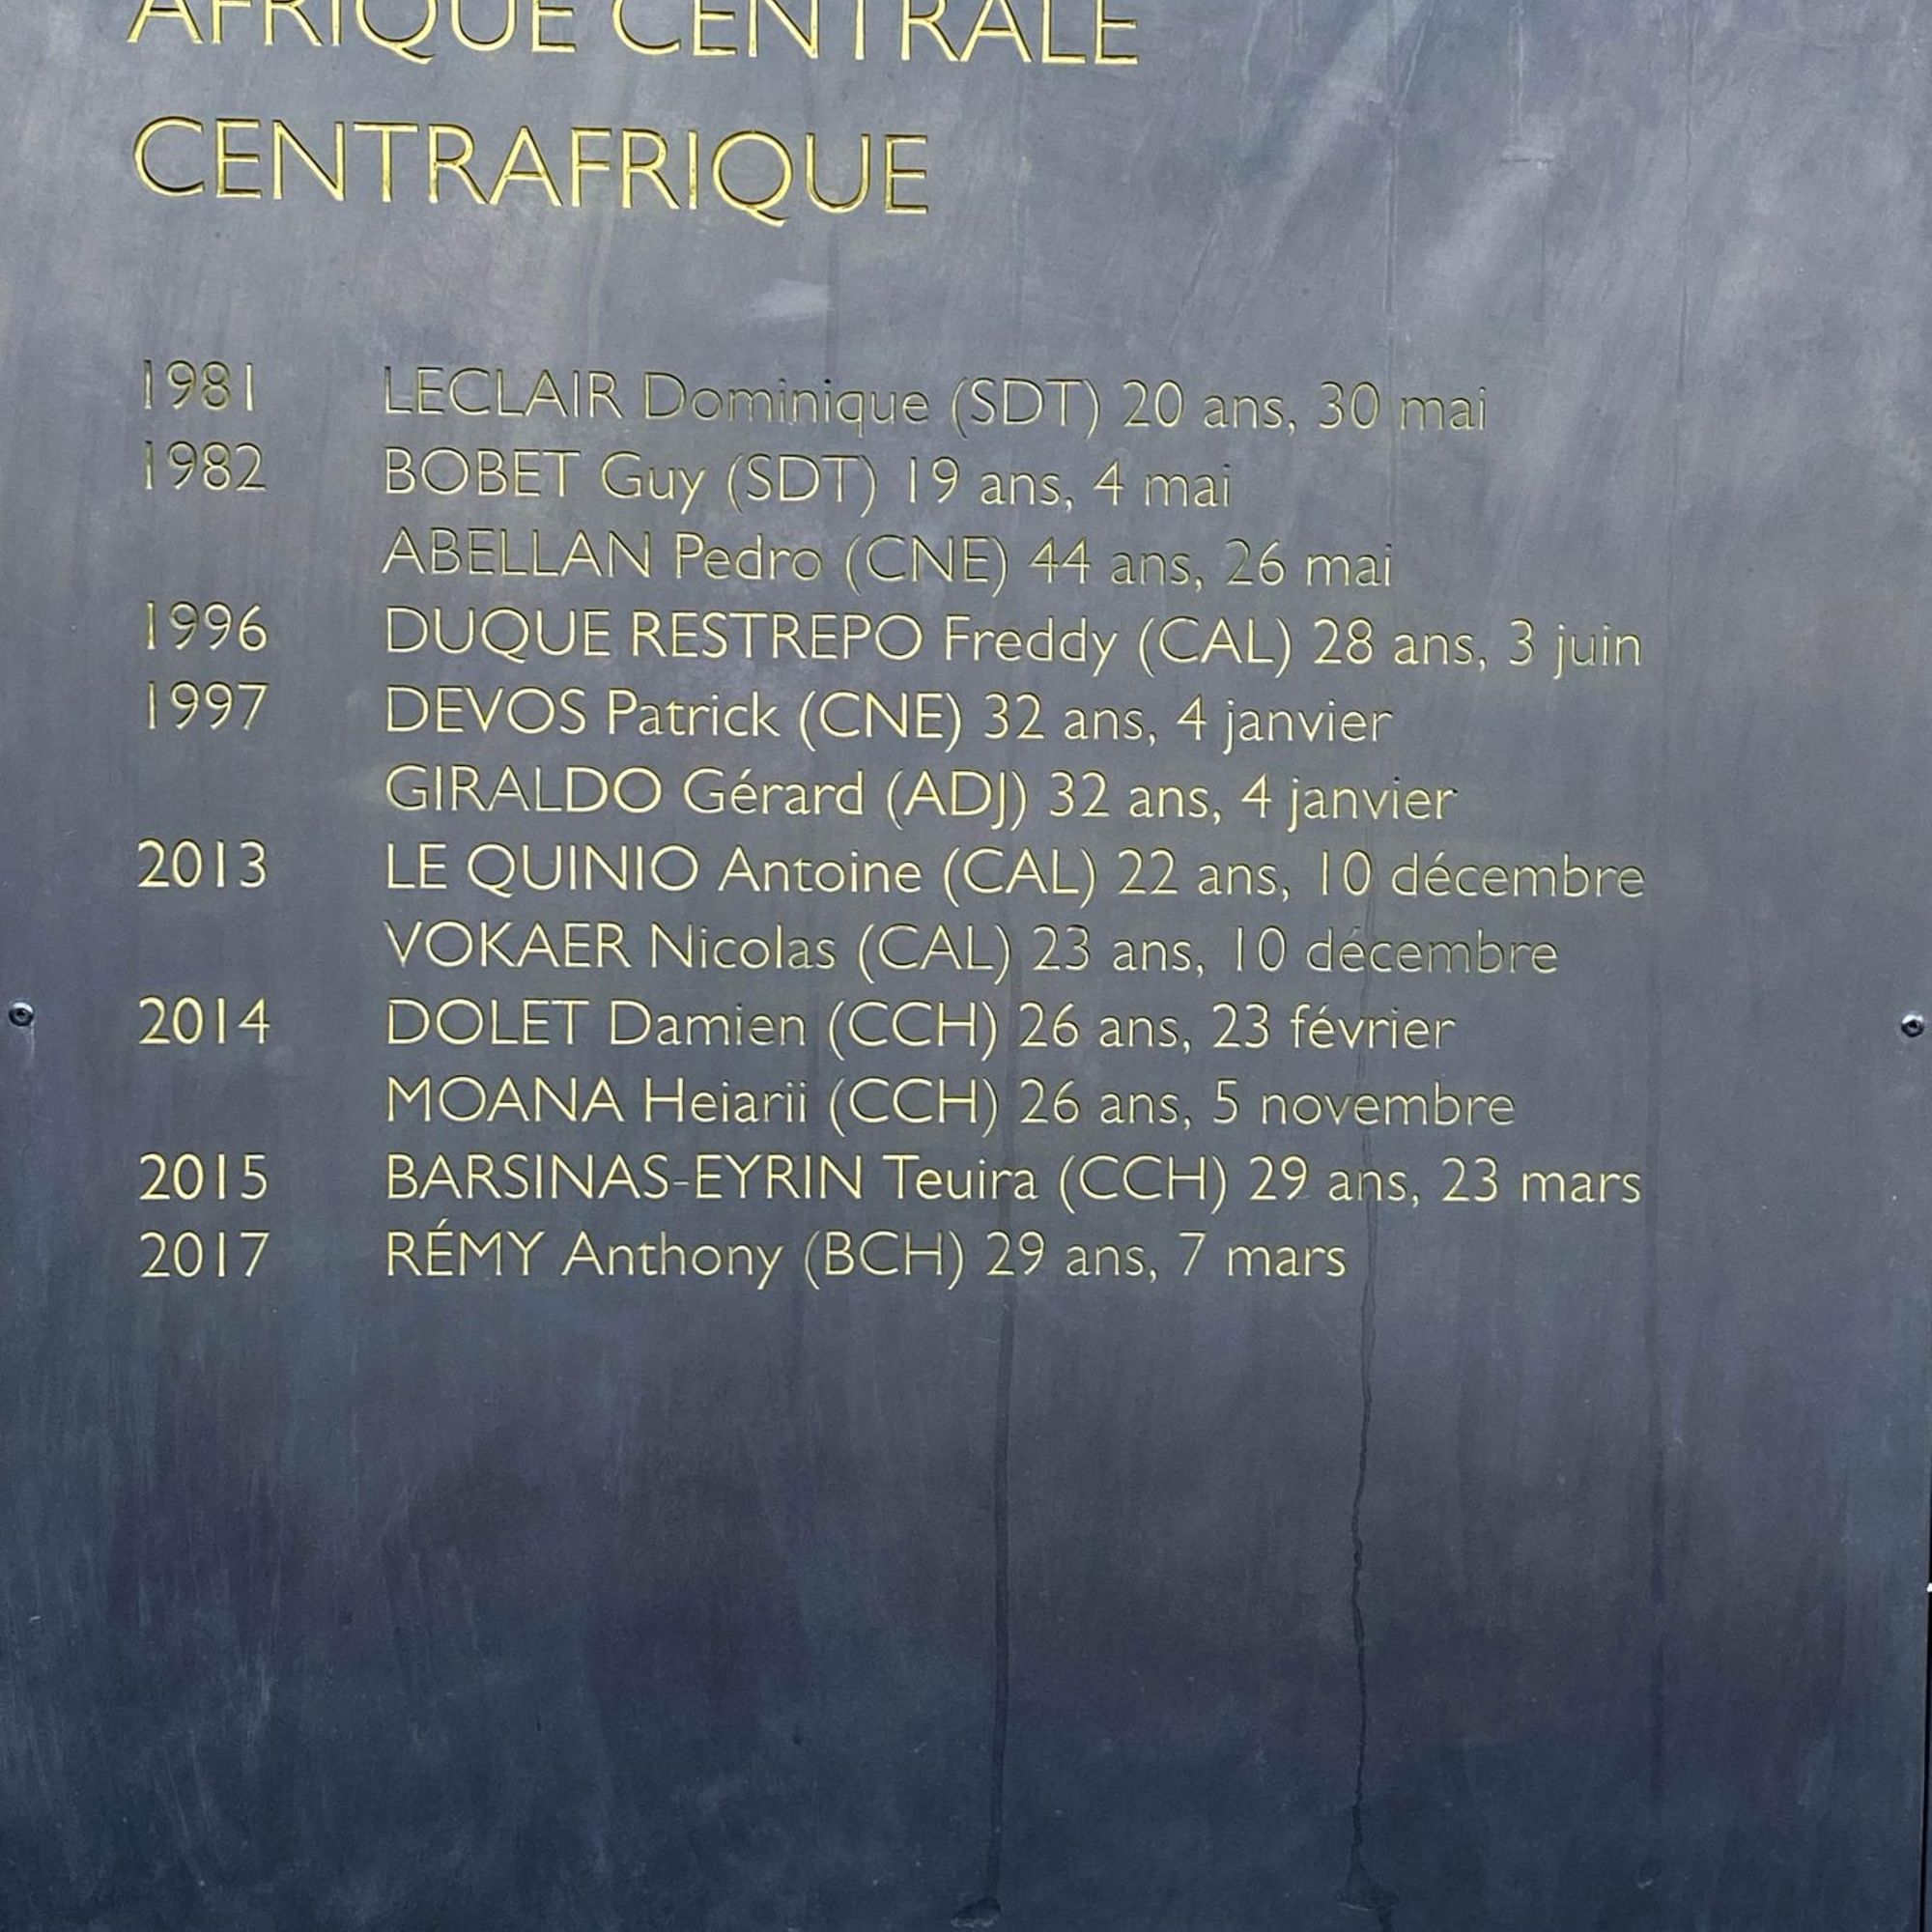 AFRIQUE CENTRALE
CENTRAFRIQUE
1981 LECLAIR Dominique (SDT) 20 ans, 30 mai
1982 BOBET Guy (SDT) 19 ans, 4 mai
ABELLAN Pedro (CNE) 44 ans, 26 mai
1996 DUQUE RESTREPO Freddy (CAL) 28 ans, 3 juin
1997 DEVOS Patrick (CNE) 32 ans, 4 janvier
GIRALDO Gérard (ADJ) 32 ans, 4 janvier
2013 LE QUINIO Antoine (CAL) 22 ans, 10 décembre
VOKAER Nicolas (CAL) 23 ans, 10 décembre
2014 DOLET Damien (CCH) 26 ans, 23 février
MOANA Heiarii (CCH) 26 ans, 5 novembre
2015 BARSINAS-EYRIN Teuira (CCH) 29 ans, 23 mars
2017 RÉMY Anthony (BCH) 29 ans, 7 mars